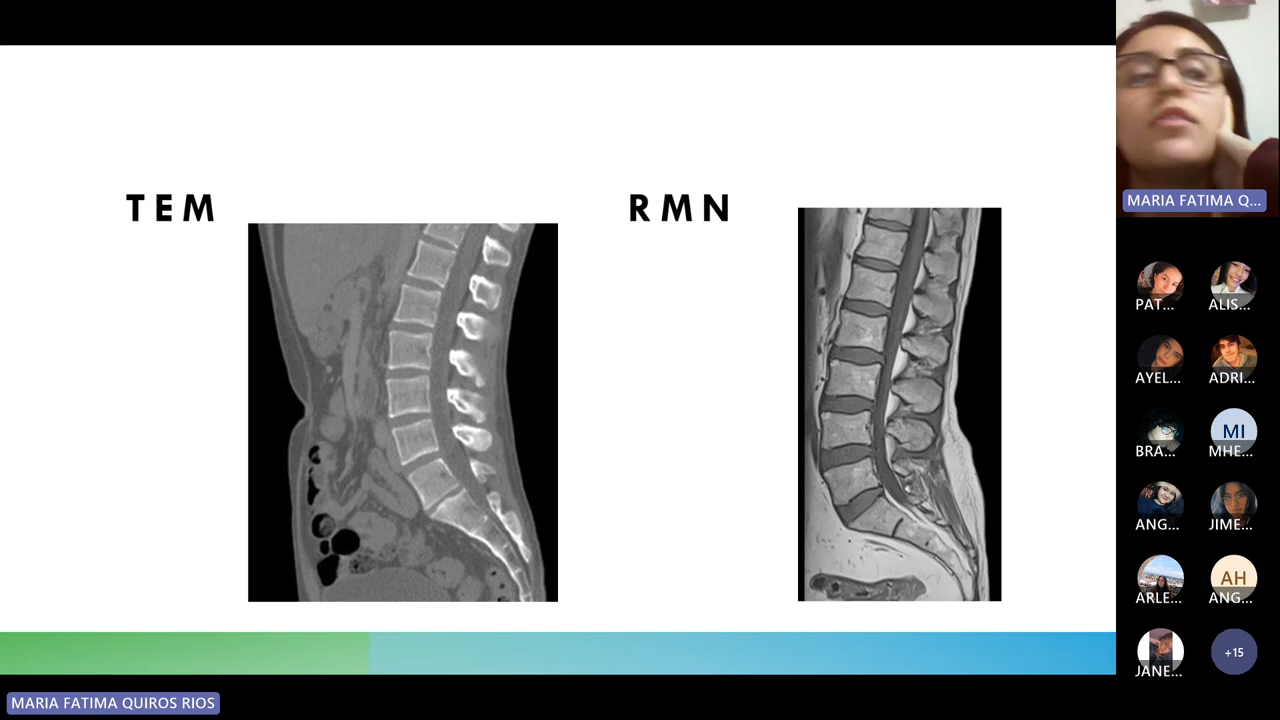 TEM
RMN
MARIA FATIMA Q...
PAT...
ALIS...
AYEL...
ADRI...
BRA...
MI
MHE...
ANG...
JIME...
ARLE...
AH
ANG...
JANE...
+15
MARIA FATIMA QUIROS RIOS